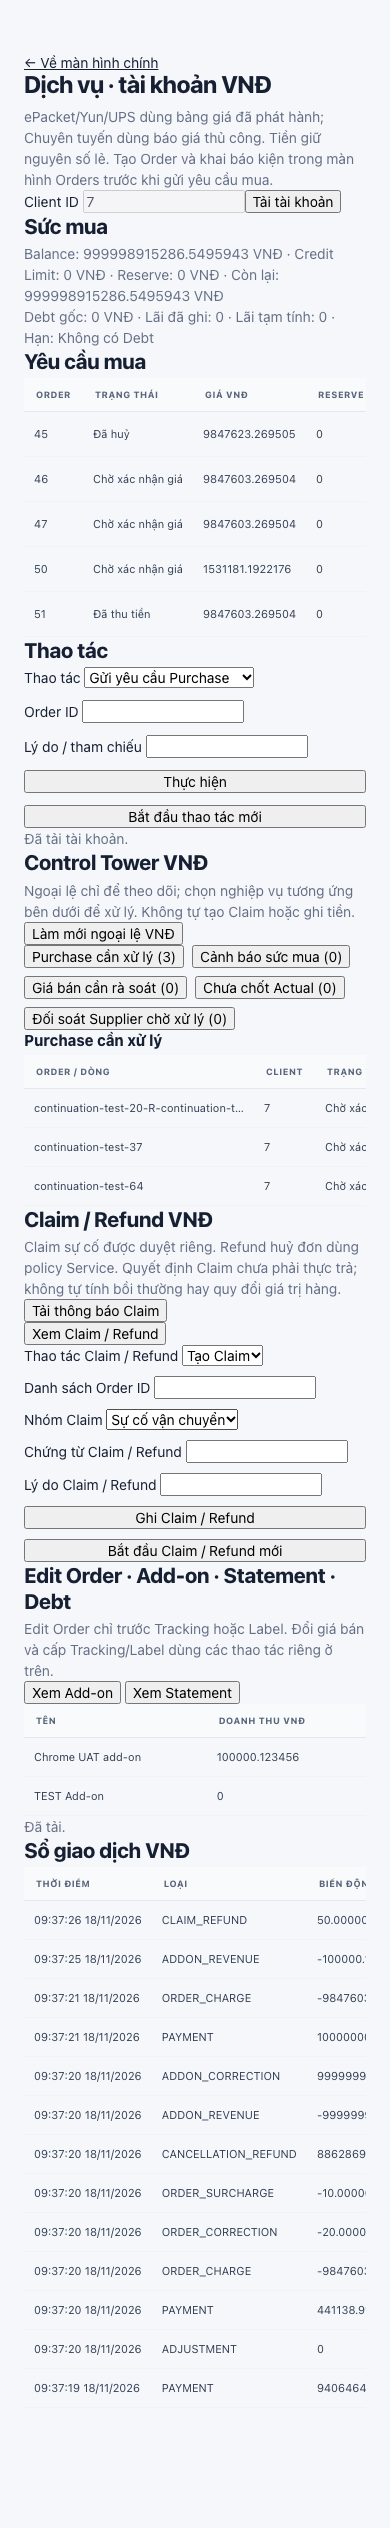 ← Về màn hình chính
Dịch vụ · tài khoản VNĐ
ePacket/Yun/UPS dùng bảng giá đã phát hành;
Chuyên tuyến dùng báo giá thủ công. Tiền giữ
nguyên số lẻ. Tạo Order và khai báo kiện trong màn
hình Orders trước khi gửi yêu cầu mua.
Client ID 7 Tải tài khoản
Sức mua
Balance: 999998915286.5495943 VNĐ · Credit
Limit: 0 VNĐ · Reserve: 0 VNĐ · Còn lại:
999998915286.5495943 VNĐ
Debt gốc: 0 VNĐ · Lãi đã ghi: 0 · Lãi tạm tính: 0 ·
Hạn: Không có Debt
Yêu cầu mua
ORDER TRẠNG THÁI GIÁ VNĐ RESERVE
45 Đã huỷ 9847623.269505 0
46 Chờ xác nhận giá 9847603.269504 0
47 Chờ xác nhận giá 9847603.269504 0
50 Chờ xác nhận giá 1531181.1922176 0
51 Đã thu tiền 9847603.269504 0
Thao tác
Thao tác Gửi yêu cầu Purchase
Order ID
Lý do / tham chiếu
Thực hiện
Bắt đầu thao tác mới
Đã tải tài khoản.
Control Tower VNĐ
Ngoại lệ chỉ để theo dõi; chọn nghiệp vụ tương ứng
bên dưới để xử lý. Không tự tạo Claim hoặc ghi tiền.
Làm mới ngoại lệ VNĐ
Purchase cần xử lý (3) Cảnh báo sức mua (0)
Giá bán cần rà soát (0) Chưa chốt Actual (0)
Đối soát Supplier chờ xử lý (0)
Purchase cần xử lý
ORDER / DÒNG CLIENT TRẠNG
continuation-test-20-R-continuation-t... 7 Chờ xác
continuation-test-37 7 Chờ xác
continuation-test-64 7 Chờ xác
Claim / Refund VNĐ
Claim sự cố được duyệt riêng. Refund huỷ đơn dùng
policy Service. Quyết định Claim chưa phải thực trả;
không tự tính bồi thường hay quy đổi giá trị hàng.
Tải thông báo Claim
Xem Claim / Refund
Thao tác Claim / Refund Tạo Claim
Danh sách Order ID
Nhóm Claim Sự cố vận chuyển
Chứng từ Claim / Refund
Lý do Claim / Refund
Ghi Claim / Refund
Bắt đầu Claim / Refund mới
Edit Order · Add-on · Statement ·
Debt
Edit Order chỉ trước Tracking hoặc Label. Đổi giá bán
và cấp Tracking/Label dùng các thao tác riêng ở
trên.
Xem Add-on Xem Statement
TÊN DOANH THU VNĐ
Chrome UAT add-on 100000.123456
TEST Add-on 0
Đã tải.
Sổ giao dịch VNĐ
THỜI ĐIỂM LOẠI BIẾN ĐỘN
09:37:26 18/11/2026 CLAIM_REFUND 50.0000
09:37:25 18/11/2026 ADDON_REVENUE -100000.
09:37:21 18/11/2026 ORDER_CHARGE -984760
09:37:21 18/11/2026 PAYMENT 1000000
09:37:20 18/11/2026 ADDON_CORRECTION 9999999
09:37:20 18/11/2026 ADDON_REVENUE -999999
09:37:20 18/11/2026 CANCELLATION_REFUND 8862869
09:37:20 18/11/2026 ORDER_SURCHARGE -10.0000
09:37:20 18/11/2026 ORDER_CORRECTION -20.0000
09:37:20 18/11/2026 ORDER_CHARGE -984760
09:37:20 18/11/2026 PAYMENT 441138.9
09:37:20 18/11/2026 ADJUSTMENT 0
09:37:19 18/11/2026 PAYMENT 9406464